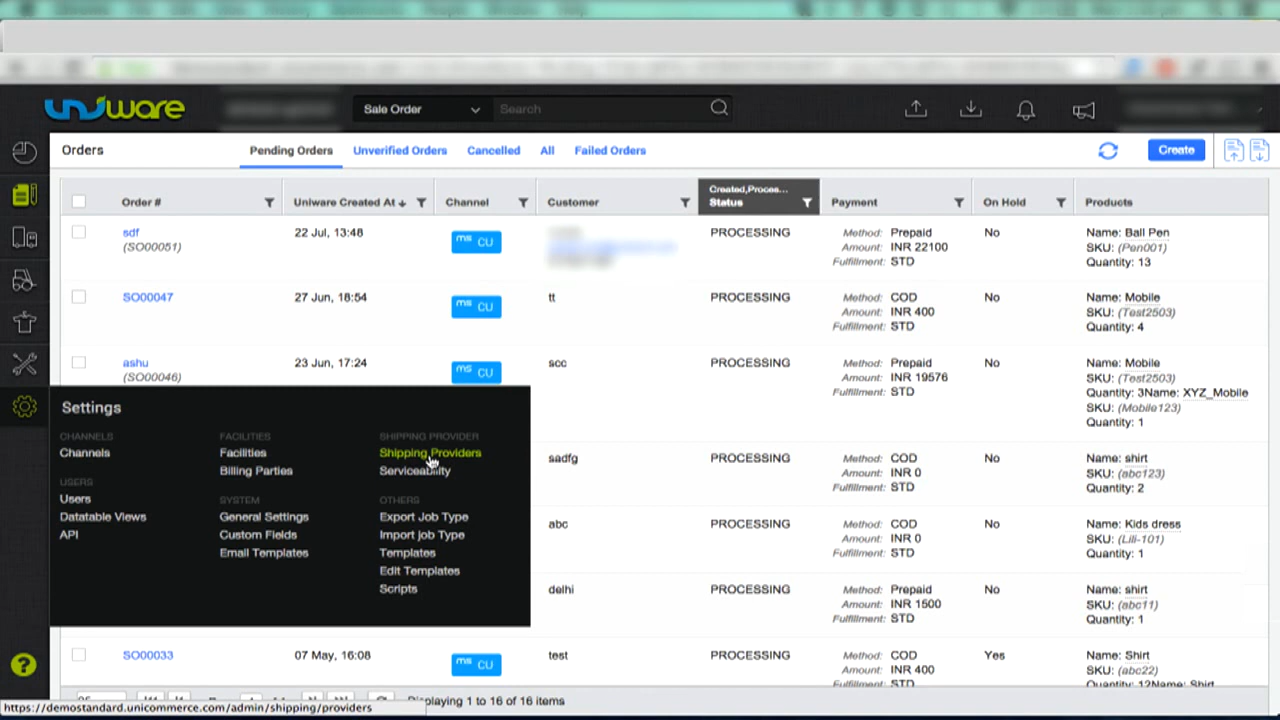 uniware
Sale Order
Search
Orders
Pending Orders
Unverified Orders
Cancelled
All
Failed Orders
Create
Order #
Uniware Created At
Channel
Customer
Created,Proces...
Status
Payment
On Hold
Products
sdf
(SO00051)
22 Jul, 13:48
ms CU
PROCESSING
Method: Prepaid
Amount: INR 22100
Fulfillment: STD
No
Name: Ball Pen
SKU: (Pen001)
Quantity: 13
SO00047
27 Jun, 18:54
ms CU
tt
PROCESSING
Method: COD
Amount: INR 400
Fulfillment: STD
No
Name: Mobile
SKU: (Test2503)
Quantity: 4
ashu
(SO00046)
23 Jun, 17:24
ms CU
scc
PROCESSING
Method: Prepaid
Amount: INR 19576
Fulfillment: STD
No
Name: Mobile
SKU: (Test2503)
Quantity: 3Name: XYZ_Mobile
SKU: (Mobile123)
Quantity: 1
Settings
CHANNELS
Channels
USERS
Users
Datatable Views
API
FACILITIES
Facilities
Billing Parties
SYSTEM
General Settings
Custom Fields
Email Templates
SHIPPING PROVIDER
Shipping Providers
Serviceability
OTHERS
Export Job Type
Import Job Type
Templates
Edit Templates
Scripts
sadfg
PROCESSING
Method: COD
Amount: INR 0
Fulfillment: STD
No
Name: shirt
SKU: (abc123)
Quantity: 2
abc
PROCESSING
Method: COD
Amount: INR 0
Fulfillment: STD
No
Name: Kids dress
SKU: (Lill-101)
Quantity: 1
delhi
PROCESSING
Method: Prepaid
Amount: INR 1500
Fulfillment: STD
No
Name: shirt
SKU: (abc11)
Quantity: 1
SO00033
07 May, 16:08
ms CU
test
PROCESSING
Method: COD
Amount: INR 400
Fulfillment: STD
Yes
Name: Shirt
SKU: (abc22)
Quantity: 12Name: Shirt
?
Displaying 1 to 16 of 16 items
https://demostandard.unicommerce.com/admin/shipping/providers